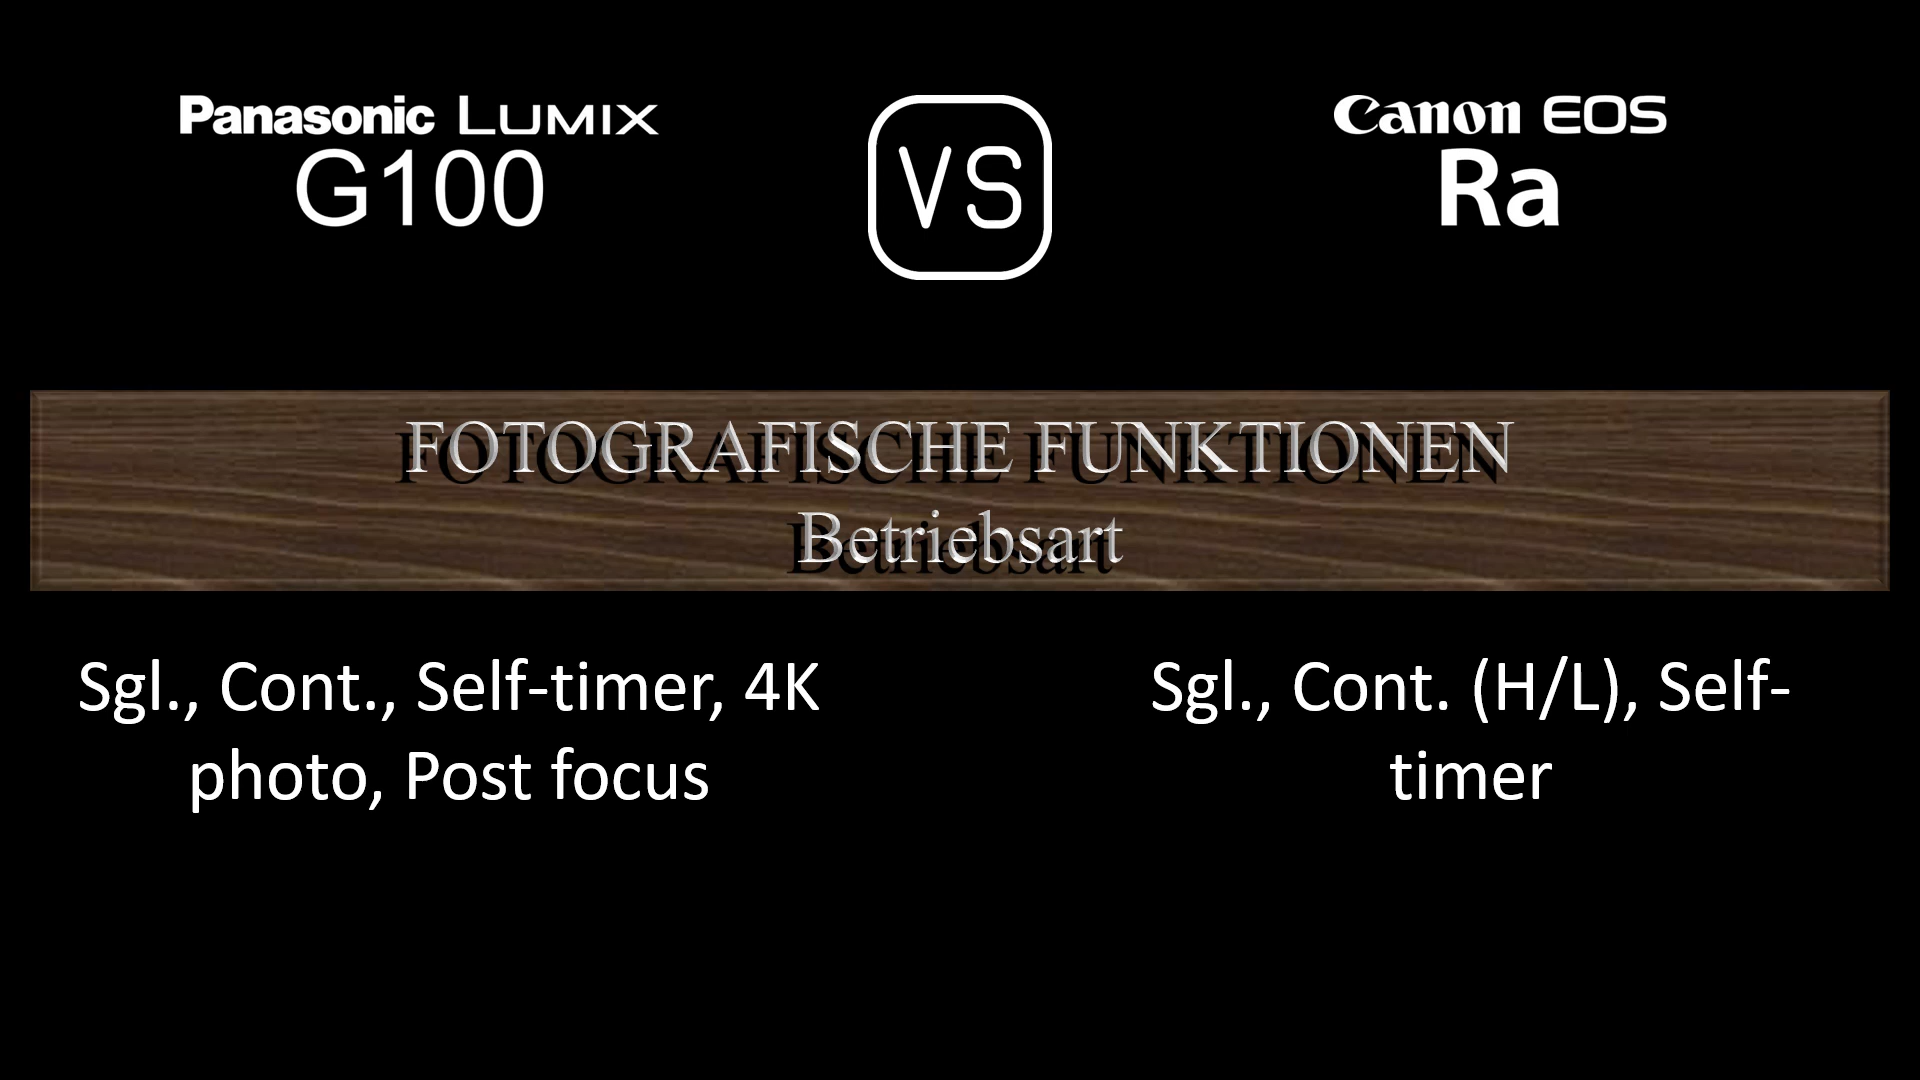 Panasonic LUMIX
G100
VS
Canon EOS
Ra
FOTOGRAFISCHE FUNKTIONEN
Betriebsart
Sgl., Cont., Self-timer, 4K
photo, Post focus
Sgl., Cont. (H/L), Self-
timer